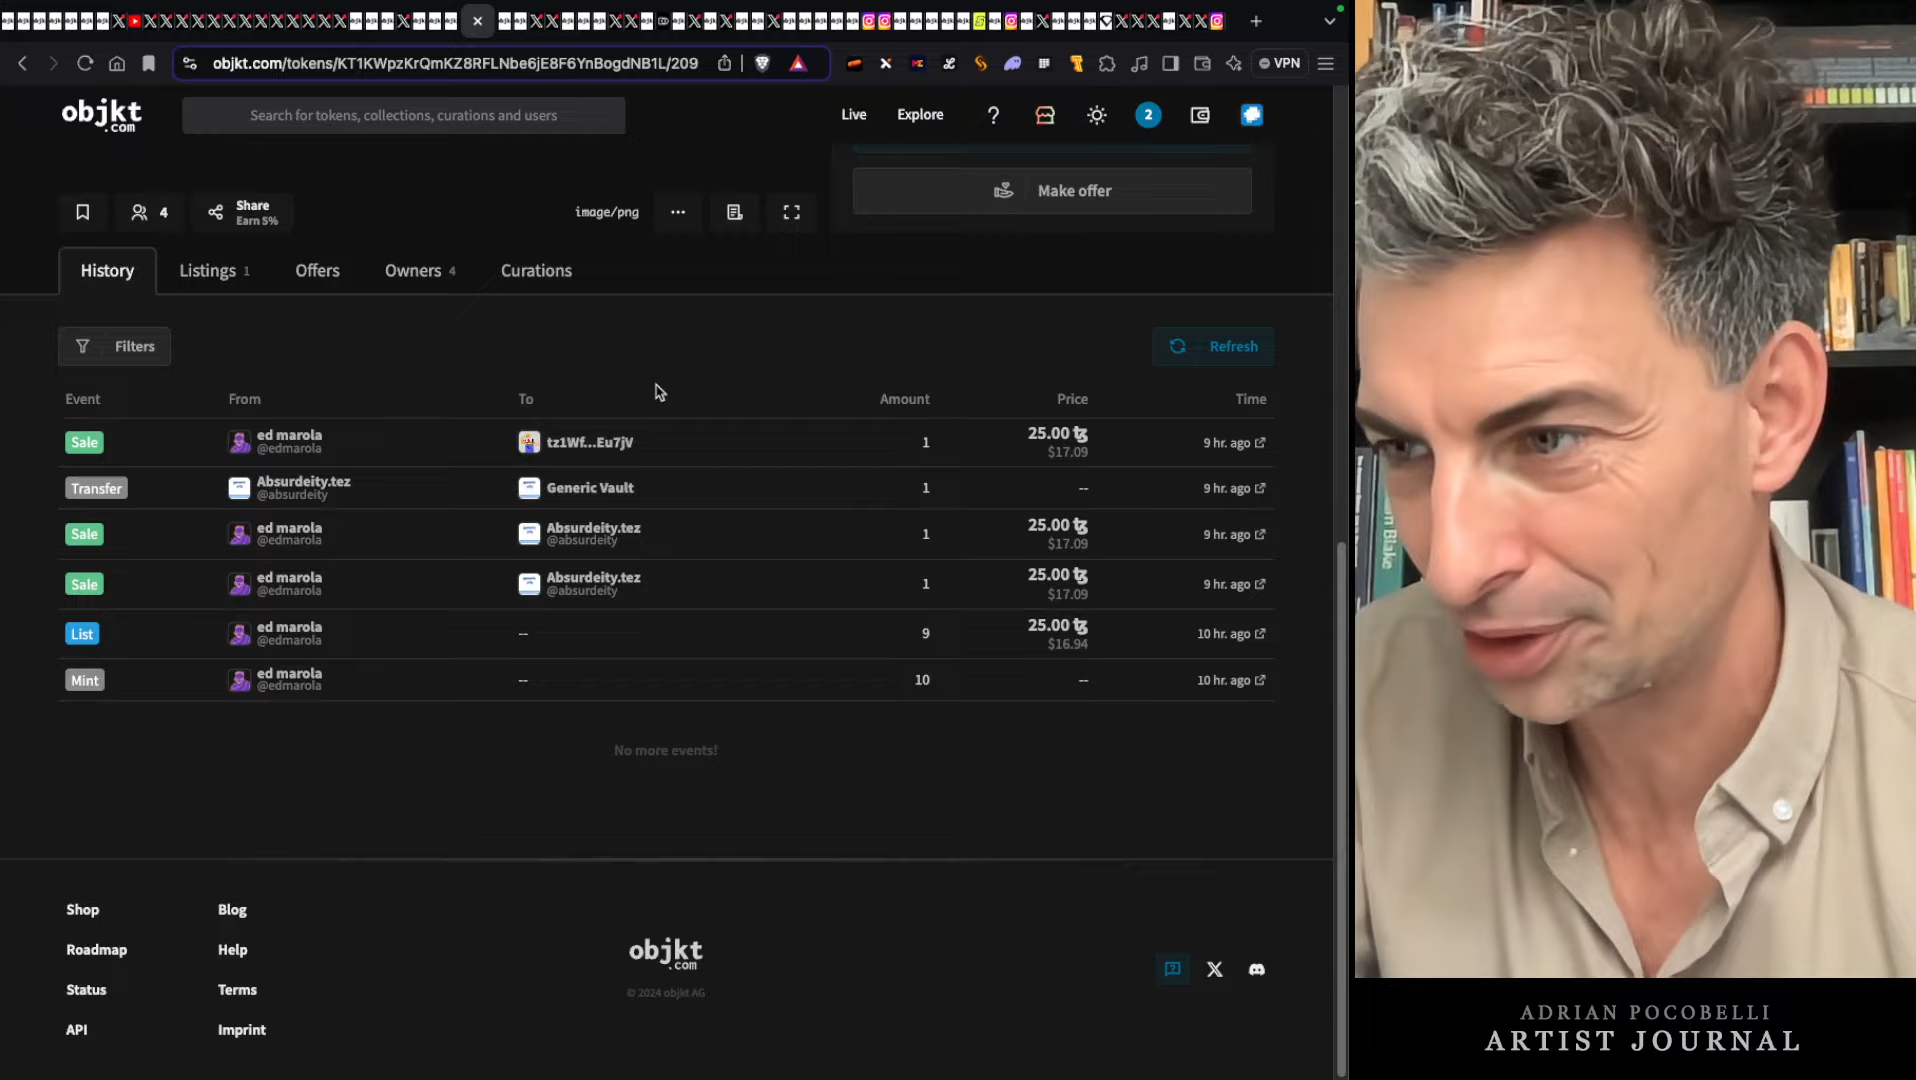 objkt.com/tokens/KT1KWpzKrQmKZ8RFLNbe6jE8F6YnBogdNB1L/209
VPN
objkt
.com
Search for tokens, collections, curations and users
Live
Explore
?
2
Make offer
4
Share
Earn 5%
image/png
History
Listings 1
Offers
Owners 4
Curations
Filters
Refresh
Event From To Amount Price Time
Sale ed marola tz1Wf...Eu7jV 1 25.00 ꜩ 9 hr. ago
@edmarola $17.09
Transfer Absurdeity.tez Generic Vault 1 -- 9 hr. ago
@absurdeity
Sale ed marola Absurdeity.tez 1 25.00 ꜩ 9 hr. ago
@edmarola @absurdeity $17.09
Sale ed marola Absurdeity.tez 1 25.00 ꜩ 9 hr. ago
@edmarola @absurdeity $17.09
List ed marola -- 9 25.00 ꜩ 10 hr. ago
@edmarola $16.94
Mint ed marola -- 10 -- 10 hr. ago
@edmarola
No more events!
Shop Blog
Roadmap Help
Status Terms
API Imprint
objkt
.com
© 2024 objkt AG
Blake
ADRIAN POCOBELLI
ARTIST JOURNAL